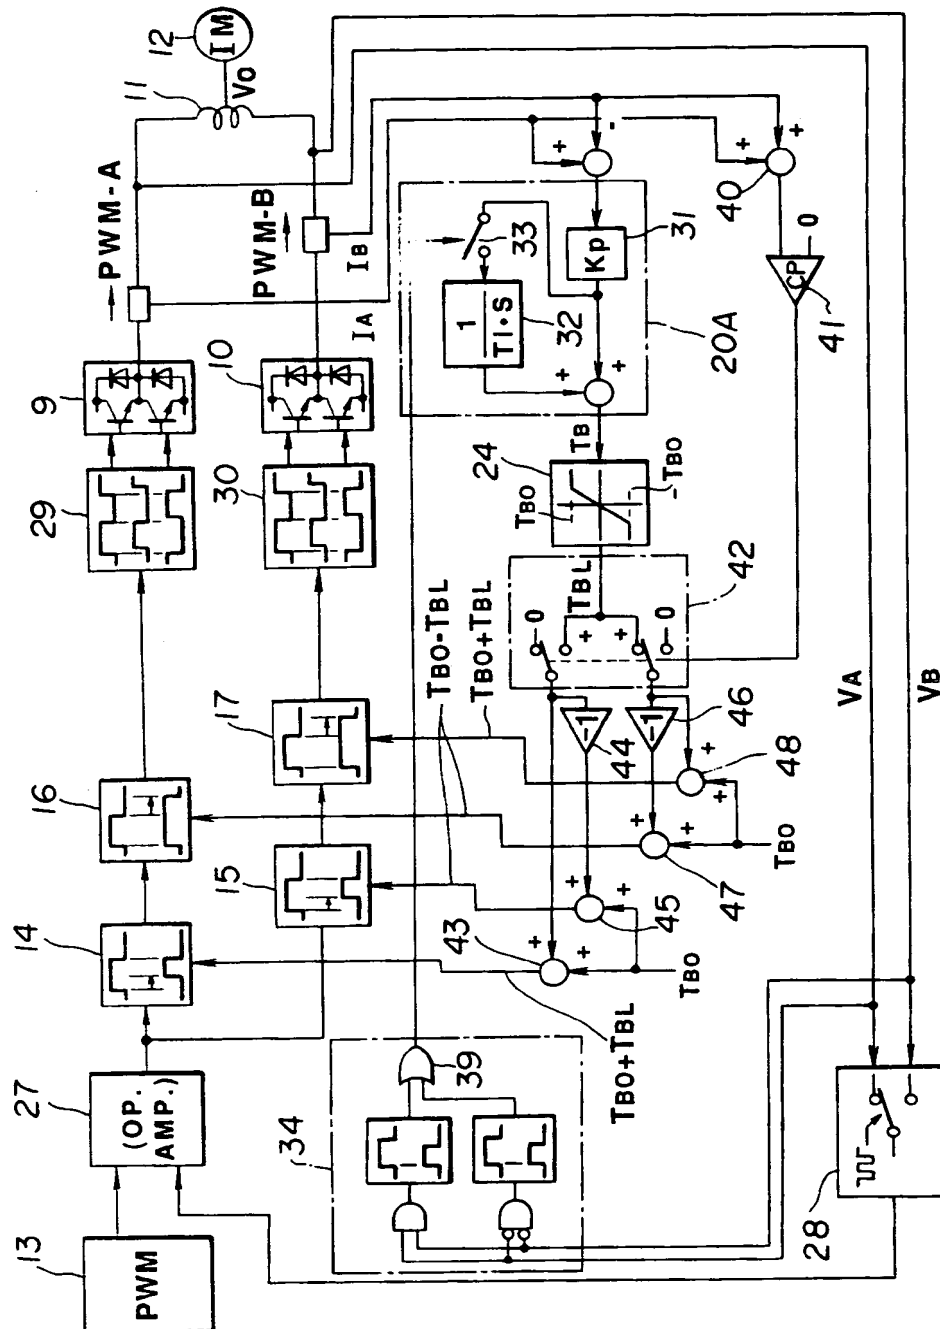 13
PWM
27
(OP. AMP.)
14
16
29
9
PWM-A
11
12
IM
VO
15
17
30
10
PWM-B
IA
IB
34
39
TBO+TBL
TBO-TBL
TBO+TBL
43
+
+
TBO
45
+
+
44
-1
46
-1
47
+
+
TBO
48
+
+
42
0
+
TBL
+
0
24
TBO
-TBO
TB
20A
+
+
32
1
TI·S
33
31
KP
+
-
40
+
+
41
CP
0
28
VA
VB